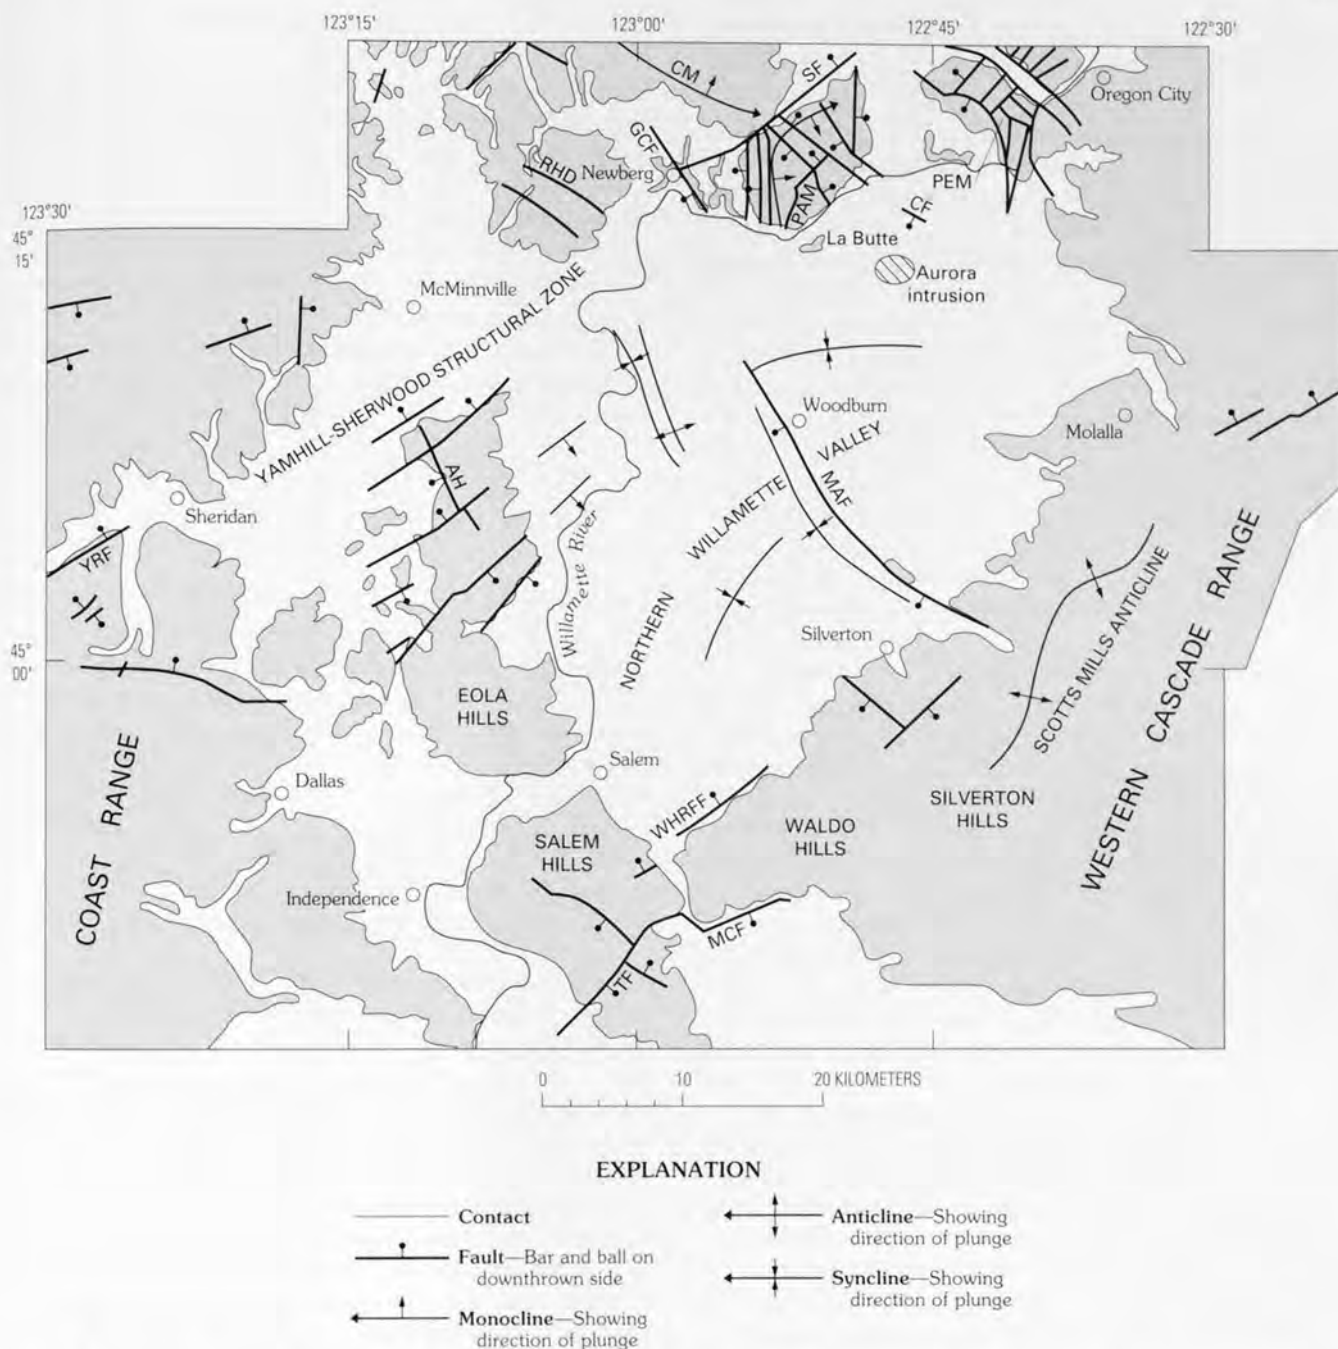 123°15'
123°00'
122°45'
122°30'
CM
SF
Oregon City
GCF
RHD
Newberg
PAM
PEM
CF
123°30'
45°
15'
La Butte
Aurora
intrusion
McMinnville
YAMHILL-SHERWOOD STRUCTURAL ZONE
Woodburn
Molalla
AH
MAF
NORTHERN WILLAMETTE VALLEY
Sheridan
YRF
Willamette River
Silverton
45°
00'
EOLA
HILLS
SCOTTS MILLS ANTICLINE
WESTERN CASCADE RANGE
COAST RANGE
Salem
Dallas
SILVERTON
HILLS
WHRFF
WALDO
HILLS
SALEM
HILLS
Independence
MCF
TF
0 10 20 KILOMETERS
EXPLANATION
Contact
Fault—Bar and ball on
downthrown side
Monocline—Showing
direction of plunge
Anticline—Showing
direction of plunge
Syncline—Showing
direction of plunge